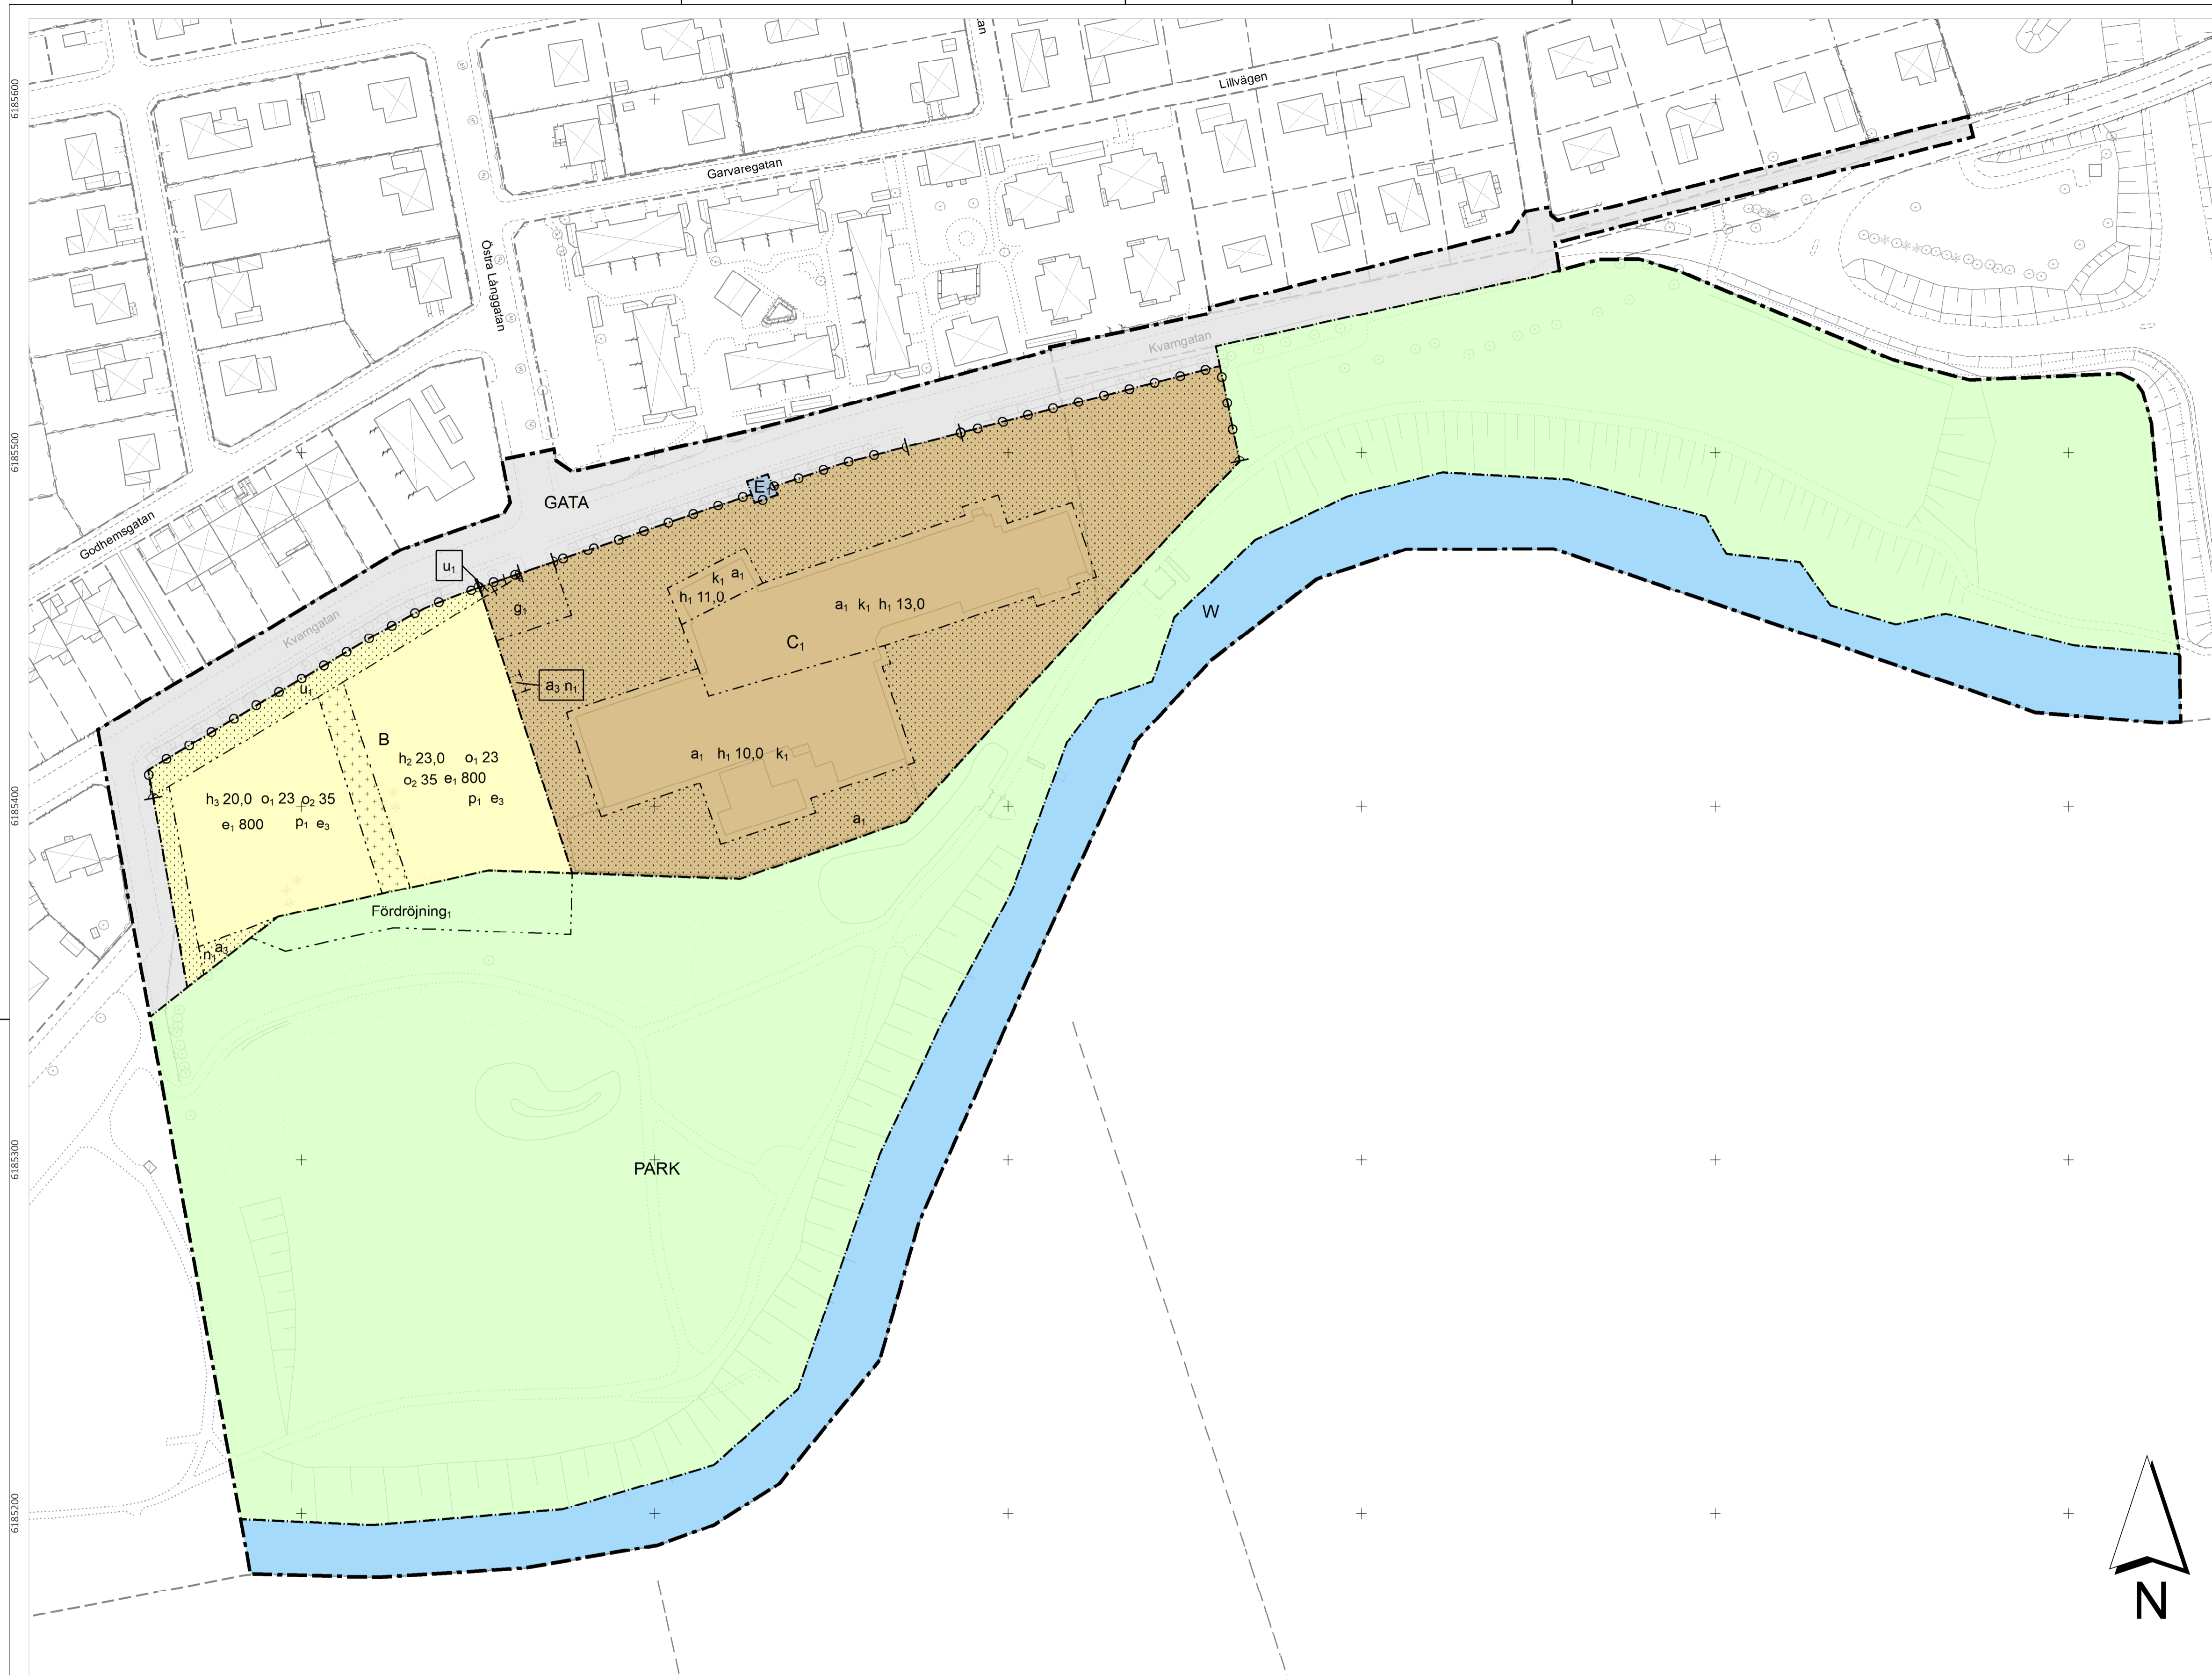 an
Lillvägen
6185600
Garvaregatan
Östra Långgatan
Kvarngatan
6185500
E₁
GATA
Godhemsgatan
u₁
k₁ a₁
h₁ 11,0
g₁
a₁ k₁ h₁ 13,0
W
Kvarngatan
C₁
a₃ n₁
u₁
B
h₂ 23,0 o₁ 23
o₂ 35 e₁ 800
p₁ e₃
a₁ h₁ 10,0 k₁
6185400
h₃ 20,0 o₁ 23 o₂ 35
e₁ 800 p₁ e₃
a₁
Fördröjning₁
a₃
n₁
6185300
PARK
6185200
N